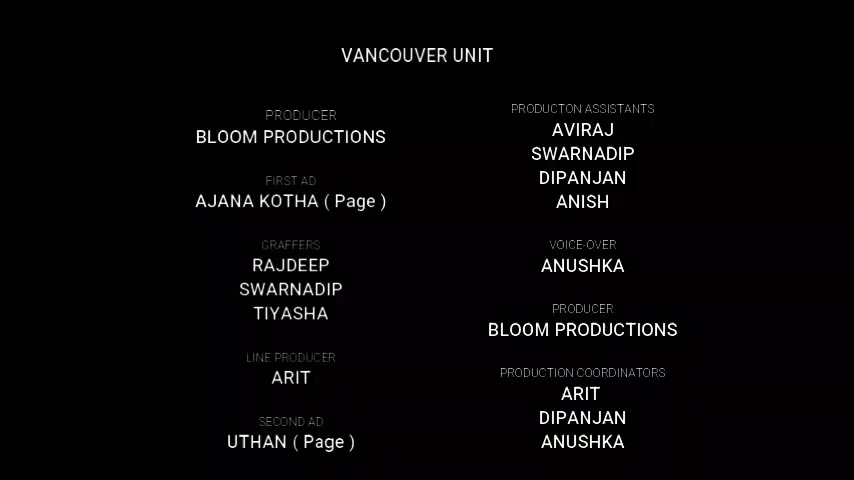 VANCOUVER UNIT
PRODUCER
BLOOM PRODUCTIONS
FIRST AD
AJANA KOTHA ( Page )
GRAFFERS
RAJDEEP
SWARNADIP
TIYASHA
LINE PRODUCER
ARIT
SECOND AD
UTHAN ( Page )
PRODUCTON ASSISTANTS
AVIRAJ
SWARNADIP
DIPANJAN
ANISH
VOICE-OVER
ANUSHKA
PRODUCER
BLOOM PRODUCTIONS
PRODUCTION COORDINATORS
ARIT
DIPANJAN
ANUSHKA